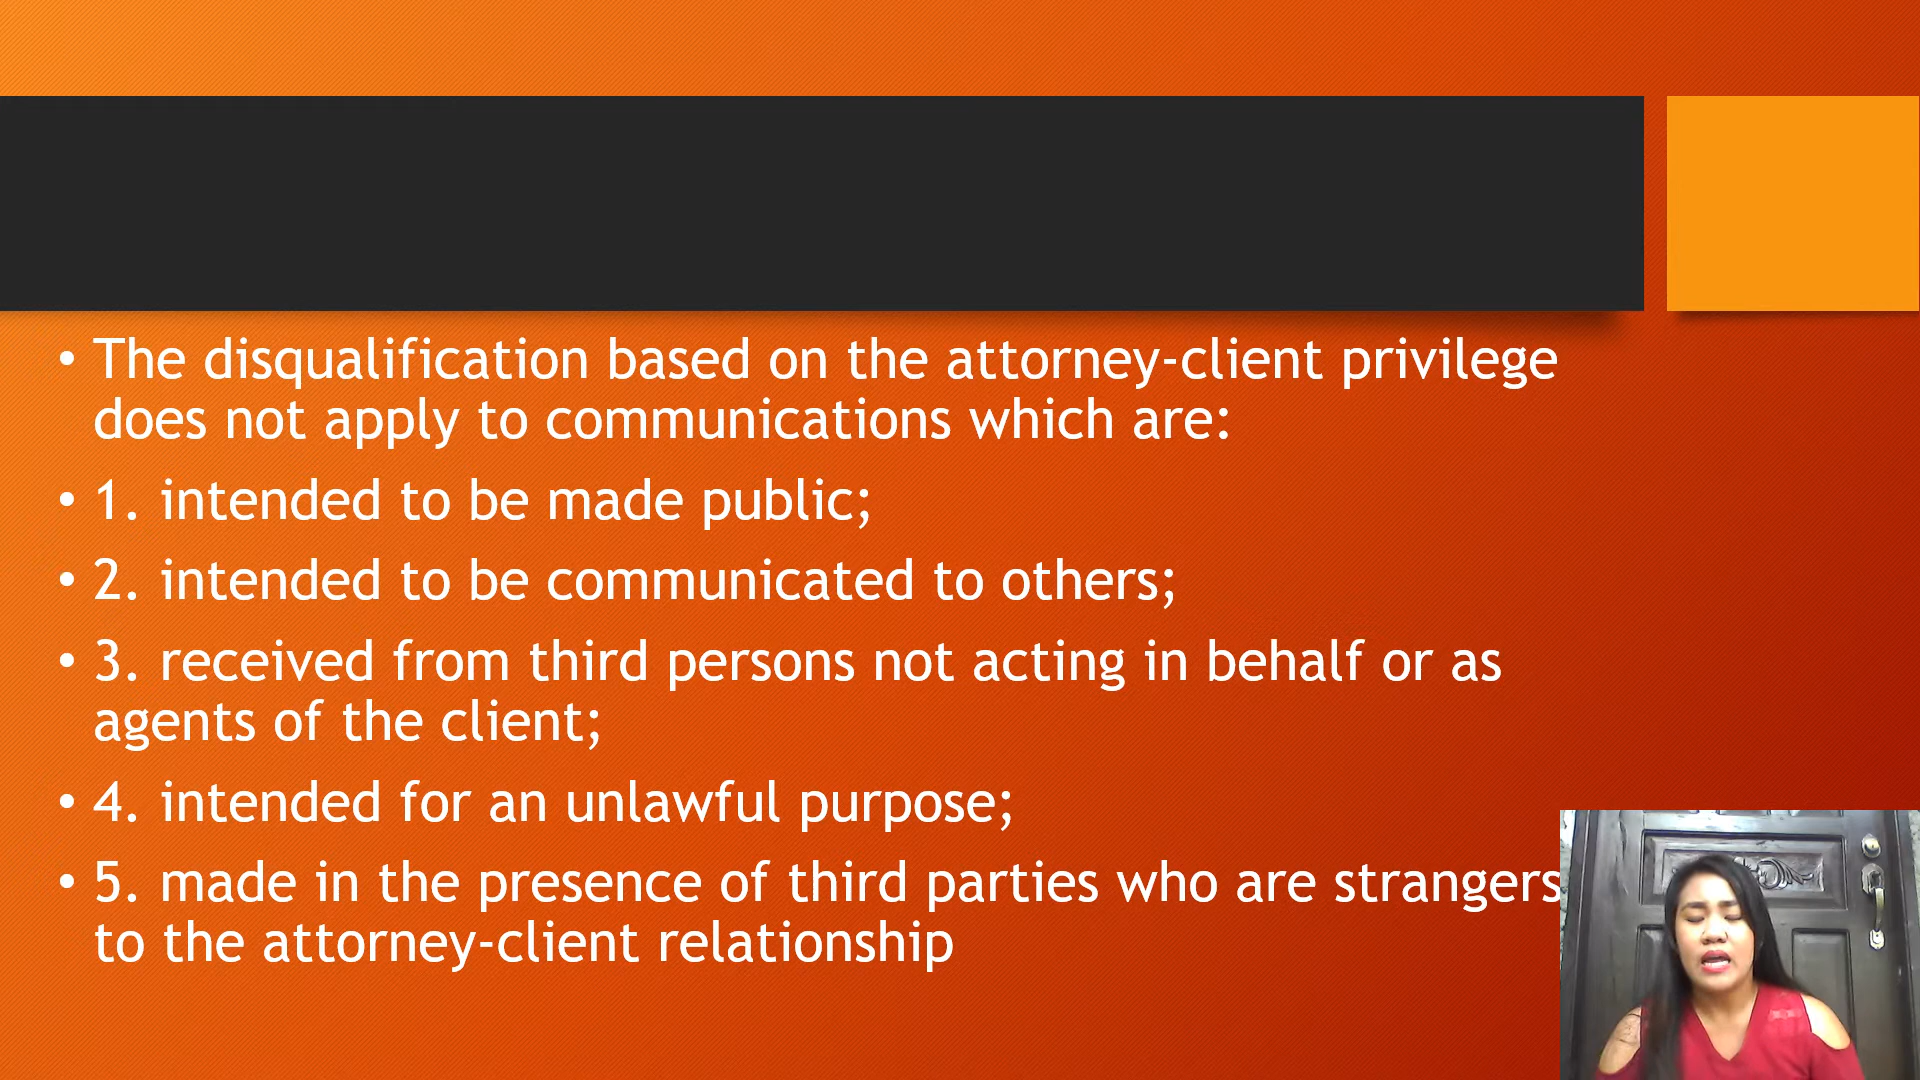 • The disqualification based on the attorney-client privilege
does not apply to communications which are:
• 1. intended to be made public;
• 2. intended to be communicated to others;
• 3. received from third persons not acting in behalf or as
agents of the client;
• 4. intended for an unlawful purpose;
• 5. made in the presence of third parties who are strangers
to the attorney-client relationship